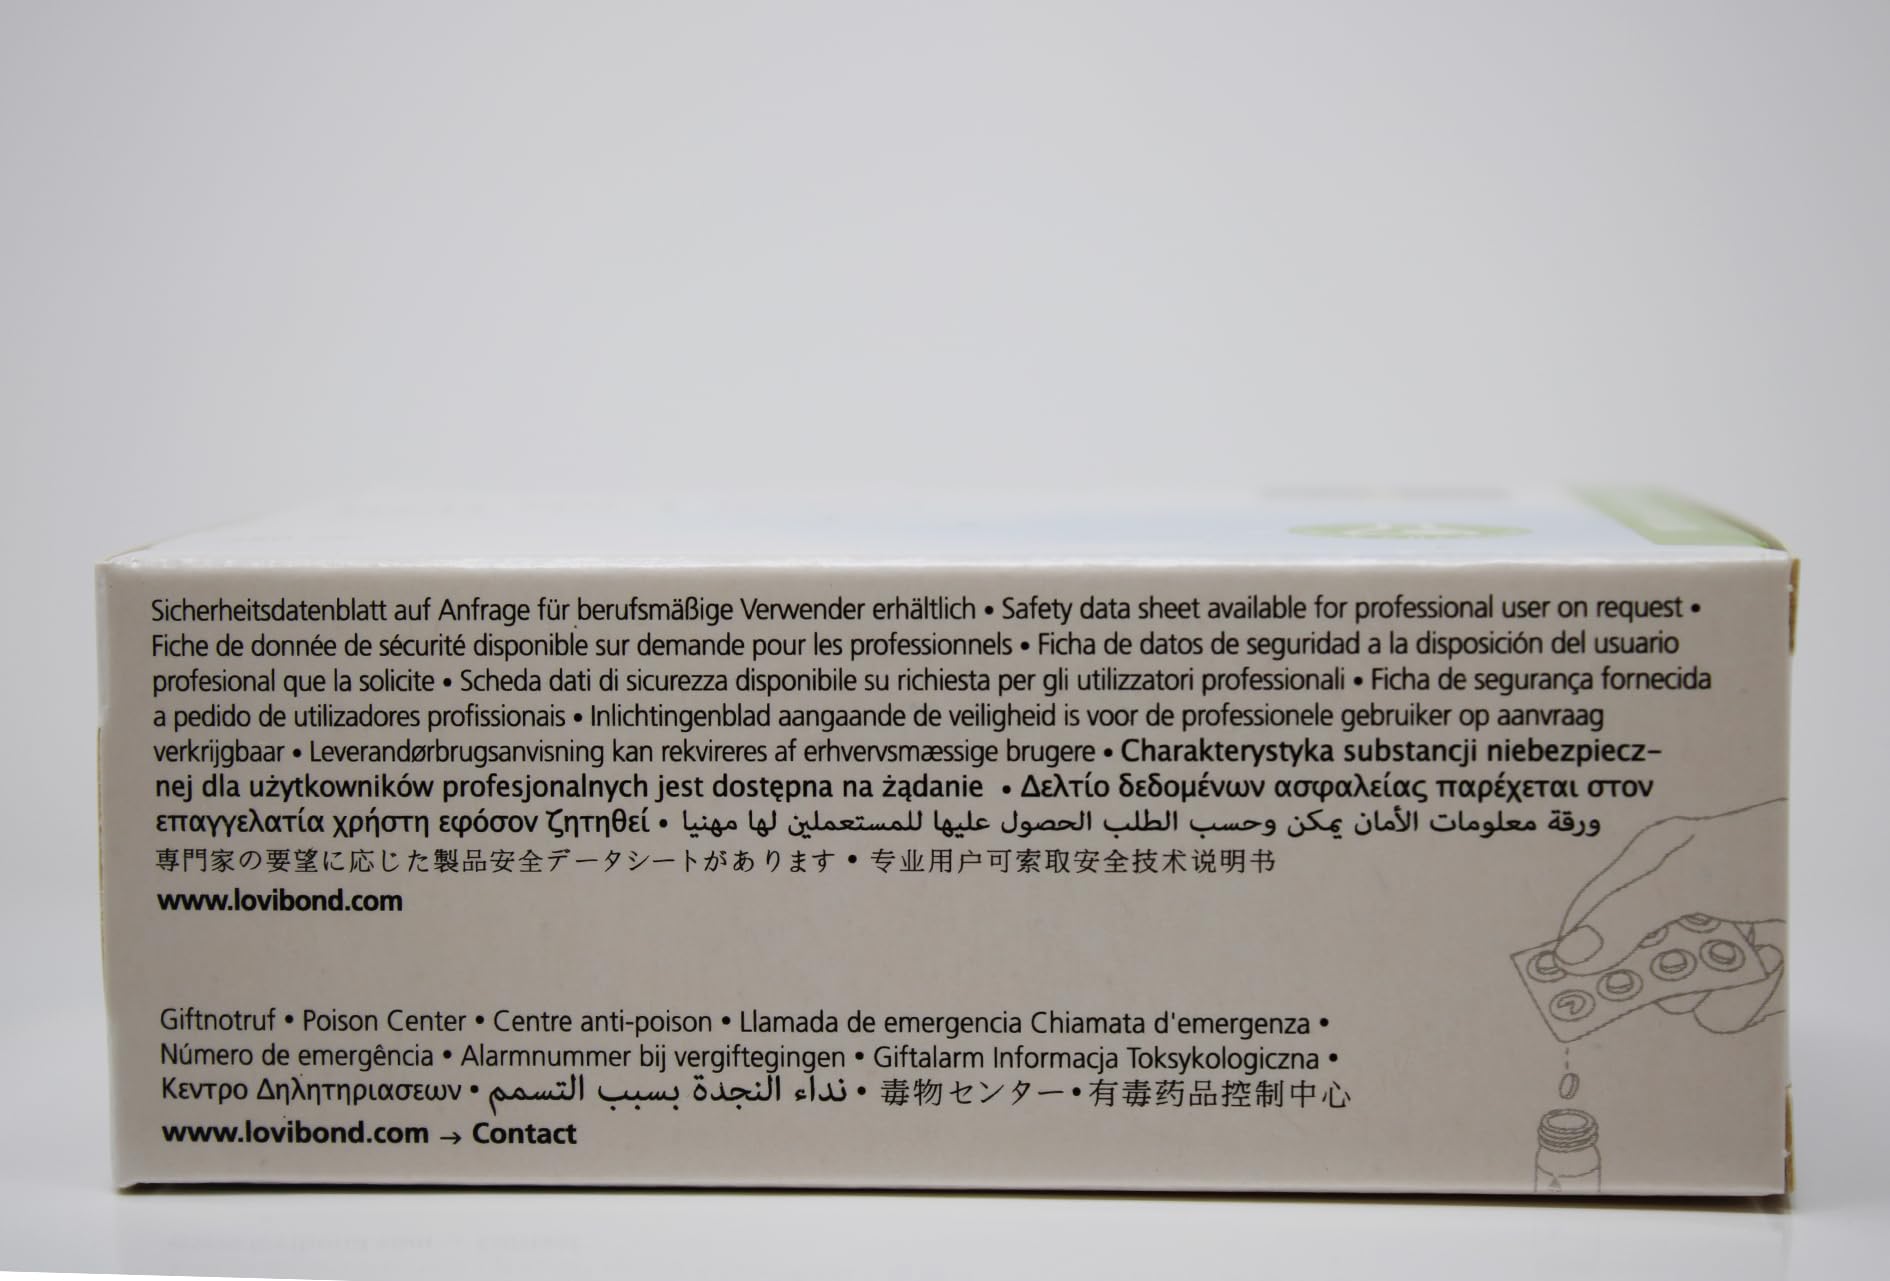 Sicherheitsdatenblatt auf Anfrage für berufsmäßige Verwender erhältlich • Safety data sheet available for professional user on request •
Fiche de donnée de sécurité disponible sur demande pour les professionnels • Ficha de datos de seguridad a la disposición del usuario
profesional que la solicite • Scheda dati di sicurezza disponibile su richiesta per gli utilizzatori professionali • Ficha de segurança fornecida
a pedido de utilizadores profissionais • Inlichtingenblad aangaande de veiligheid is voor de professionele gebruiker op aanvraag
verkrijgbaar • Leverandørbrugsanvisning kan rekvireres af erhvervsmæssige brugere • Charakterystyka substancji niebezpiecz-
nej dla użytkowników profesjonalnych jest dostępna na żądanie • Δελτίο δεδομένων ασφαλείας παρέχεται στον
επαγγελατία χρήστη εφόσον ζητηθεί • ورقة معلومات الأمان يمكن وحسب الطلب الحصول عليها للمستعملين لها مهنيا
専門家の要望に応じた製品安全データシートがあります • 专业用户可索取安全技术说明书
www.lovibond.com
Giftnotruf • Poison Center • Centre anti-poison • Llamada de emergencia Chiamata d'emergenza •
Número de emergência • Alarmnummer bij vergiftegingen • Giftalarm Informacja Toksykologiczna •
Κεντρο Δηλητηριασεων • نداء النجدة بسبب التسمم • 毒物センター • 有毒药品控制中心
www.lovibond.com → Contact